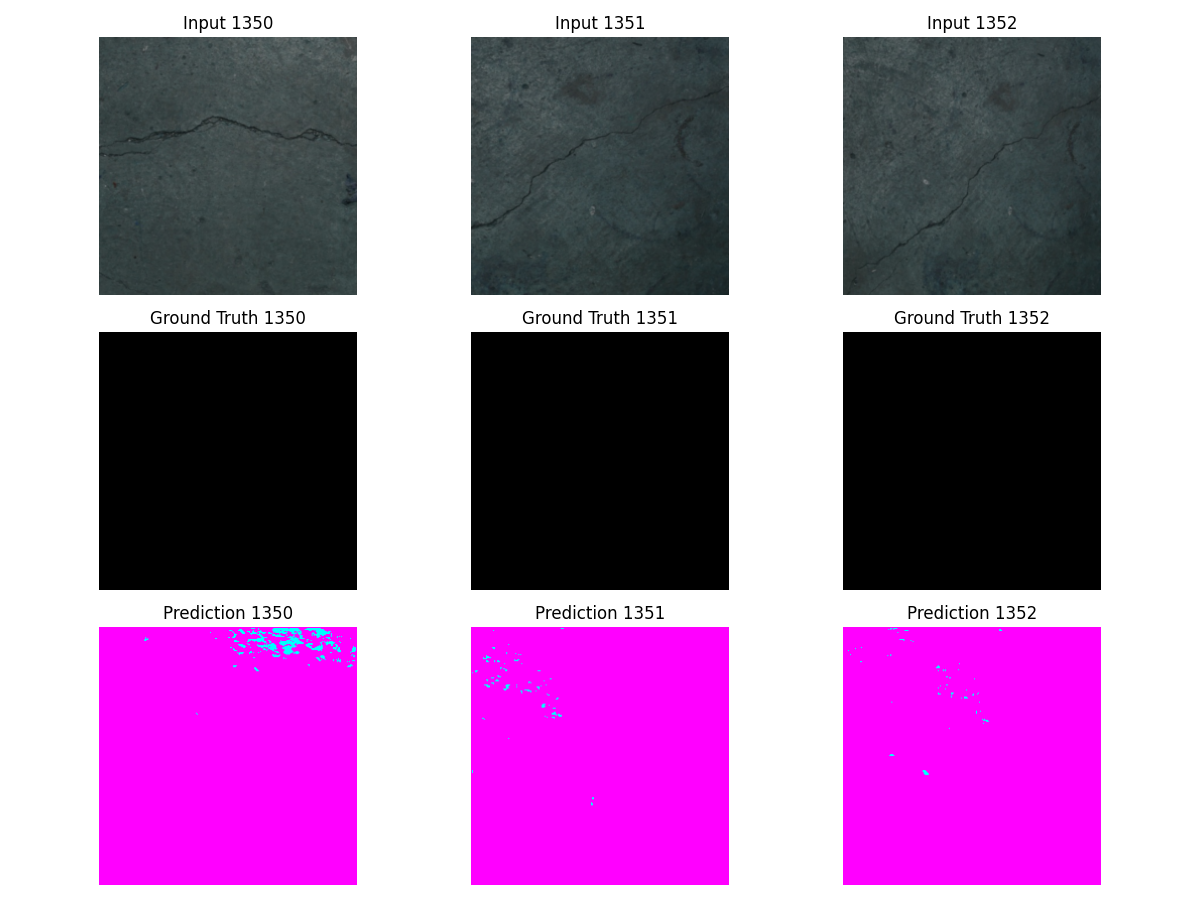 Input 1350
Input 1351
Input 1352
Ground Truth 1350
Ground Truth 1351
Ground Truth 1352
Prediction 1350
Prediction 1351
Prediction 1352